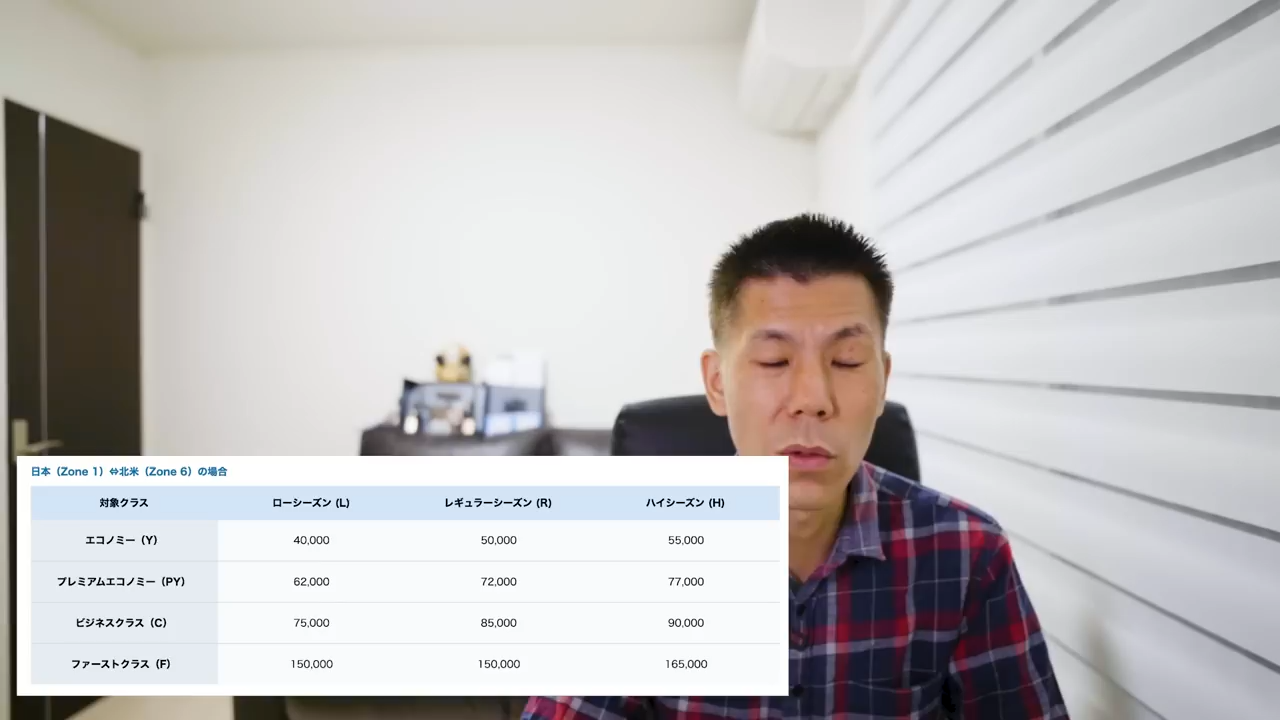 日本（Zone 1）⇔北米（Zone 6）の場合
対象クラス ローシーズン (L) レギュラーシーズン (R) ハイシーズン (H)
エコノミー（Y） 40,000 50,000 55,000
プレミアムエコノミー（PY） 62,000 72,000 77,000
ビジネスクラス（C） 75,000 85,000 90,000
ファーストクラス（F） 150,000 150,000 165,000